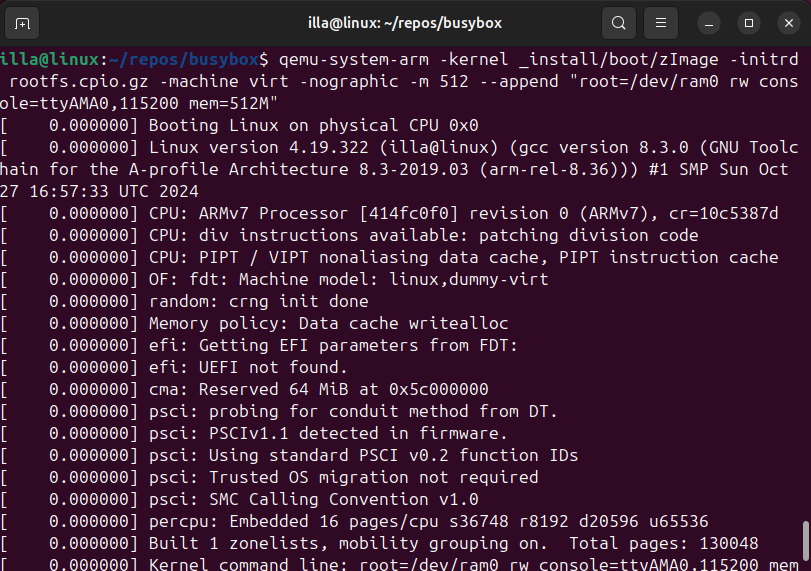 illa@linux: ~/repos/busybox
illa@linux:~/repos/busybox$ qemu-system-arm -kernel _install/boot/zImage -initrd
rootfs.cpio.gz -machine virt -nographic -m 512 --append "root=/dev/ram0 rw cons
ole=ttyAMA0,115200 mem=512M"
[    0.000000] Booting Linux on physical CPU 0x0
[    0.000000] Linux version 4.19.322 (illa@linux) (gcc version 8.3.0 (GNU Toolc
hain for the A-profile Architecture 8.3-2019.03 (arm-rel-8.36))) #1 SMP Sun Oct
27 16:57:33 UTC 2024
[    0.000000] CPU: ARMv7 Processor [414fc0f0] revision 0 (ARMv7), cr=10c5387d
[    0.000000] CPU: div instructions available: patching division code
[    0.000000] CPU: PIPT / VIPT nonaliasing data cache, PIPT instruction cache
[    0.000000] OF: fdt: Machine model: linux,dummy-virt
[    0.000000] random: crng init done
[    0.000000] Memory policy: Data cache writealloc
[    0.000000] efi: Getting EFI parameters from FDT:
[    0.000000] efi: UEFI not found.
[    0.000000] cma: Reserved 64 MiB at 0x5c000000
[    0.000000] psci: probing for conduit method from DT.
[    0.000000] psci: PSCIv1.1 detected in firmware.
[    0.000000] psci: Using standard PSCI v0.2 function IDs
[    0.000000] psci: Trusted OS migration not required
[    0.000000] psci: SMC Calling Convention v1.0
[    0.000000] percpu: Embedded 16 pages/cpu s36748 r8192 d20596 u65536
[    0.000000] Built 1 zonelists, mobility grouping on.  Total pages: 130048
[    0.000000] Kernel command line: root=/dev/ram0 rw console=ttyAMA0,115200 mem